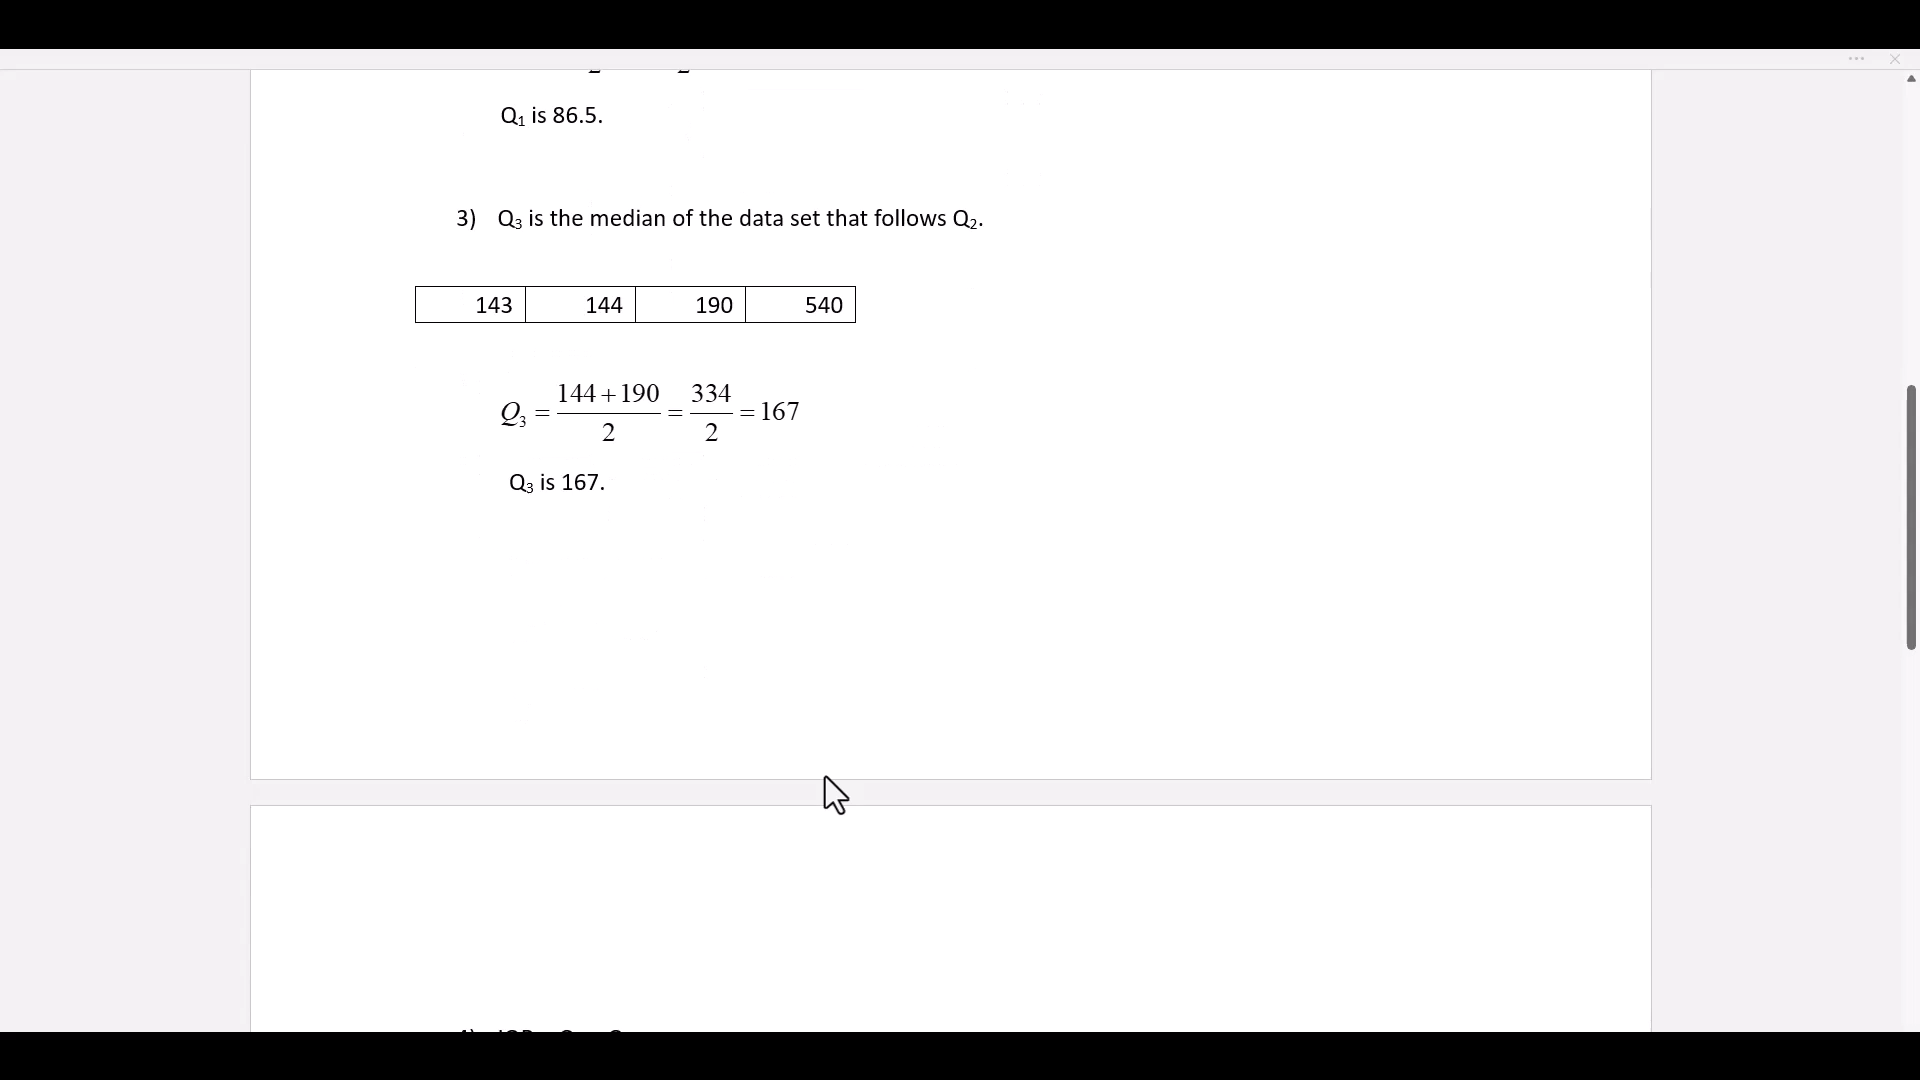 Q₁ is 86.5.
3) Q₃ is the median of the data set that follows Q₂.
143 144 190 540
Q₃ = (144+190)/2 = 334/2 = 167
Q₃ is 167.